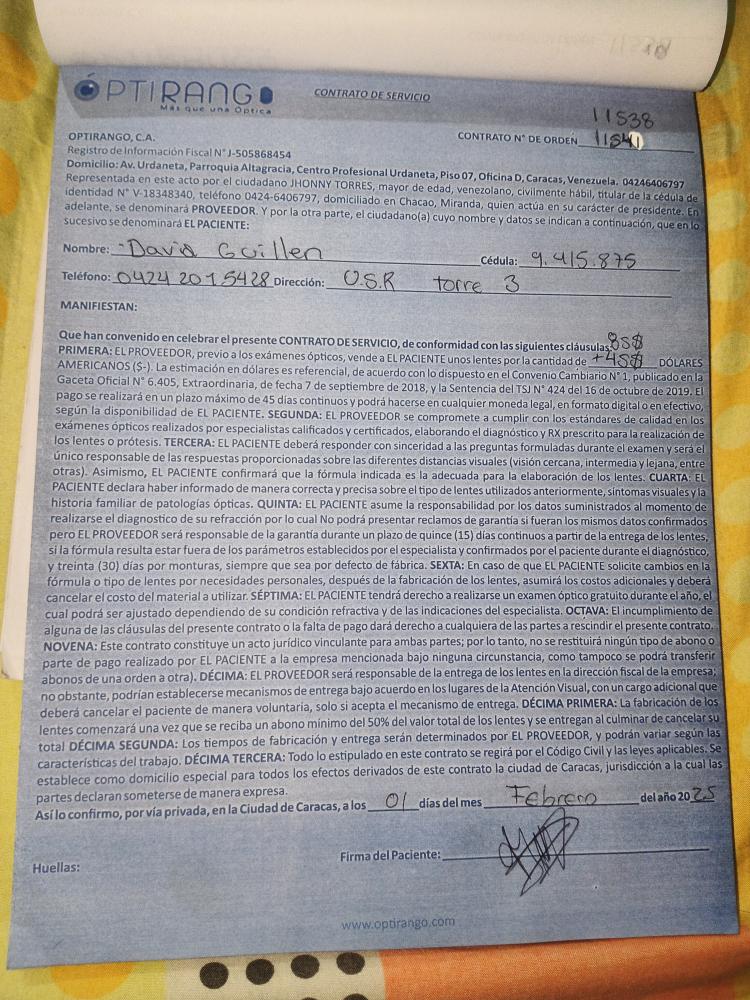 ÓPTIRANGO
Más que una Óptica
CONTRATO DE SERVICIO
11538
CONTRATO N° DE ORDEN 11541
OPTIRANGO, C.A.
Registro de Información Fiscal N° J-505868454
Domicilio: Av. Urdaneta, Parroquia Altagracia, Centro Profesional Urdaneta, Piso 07, Oficina D, Caracas, Venezuela. 04246406797
Representada en este acto por el ciudadano JHONNY TORRES, mayor de edad, venezolano, civilmente hábil, titular de la cédula de
identidad N° V-18348340, teléfono 0424-6406797, domiciliado en Chacao, Miranda, quien actúa en su carácter de presidente. En
adelante, se denominará PROVEEDOR. Y por la otra parte, el ciudadano(a) cuyo nombre y datos se indican a continuación, que en lo
sucesivo se denominará EL PACIENTE:
Nombre: David Guillen Cédula: 9.415.875
Teléfono: 0424 2015428 Dirección: U.S.R torre 3
MANIFIESTAN:
Que han convenido en celebrar el presente CONTRATO DE SERVICIO, de conformidad con las siguientes cláusulas: 85$
PRIMERA: EL PROVEEDOR, previo a los exámenes ópticos, vende a EL PACIENTE unos lentes por la cantidad de +45$ DÓLARES
AMERICANOS ($-). La estimación en dólares es referencial, de acuerdo con lo dispuesto en el Convenio Cambiario N° 1, publicado en la
Gaceta Oficial N° 6.405, Extraordinaria, de fecha 7 de septiembre de 2018, y la Sentencia del TSJ N° 424 del 16 de octubre de 2019. El
pago se realizará en un plazo máximo de 45 días continuos y podrá hacerse en cualquier moneda legal, en formato digital o en efectivo,
según la disponibilidad de EL PACIENTE. SEGUNDA: EL PROVEEDOR se compromete a cumplir con los estándares de calidad en los
exámenes ópticos realizados por especialistas calificados y certificados, elaborando el diagnóstico y RX prescrito para la realización de
los lentes o prótesis. TERCERA: EL PACIENTE deberá responder con sinceridad a las preguntas formuladas durante el examen y será el
único responsable de las respuestas proporcionadas sobre las diferentes distancias visuales (visión cercana, intermedia y lejana, entre
otras). Asimismo, EL PACIENTE confirmará que la fórmula indicada es la adecuada para la elaboración de los lentes. CUARTA: EL
PACIENTE declara haber informado de manera correcta y precisa sobre el tipo de lentes utilizados anteriormente, síntomas visuales y la
historia familiar de patologías ópticas. QUINTA: EL PACIENTE asume la responsabilidad por los datos suministrados al momento de
realizarse el diagnostico de su refracción por lo cual No podrá presentar reclamos de garantía si fueran los mismos datos confirmados
pero EL PROVEEDOR será responsable de la garantía durante un plazo de quince (15) días continuos a partir de la entrega de los lentes,
si la fórmula resulta estar fuera de los parámetros establecidos por el especialista y confirmados por el paciente durante el diagnóstico,
y treinta (30) días por monturas, siempre que sea por defecto de fábrica. SEXTA: En caso de que EL PACIENTE solicite cambios en la
fórmula o tipo de lentes por necesidades personales, después de la fabricación de los lentes, asumirá los costos adicionales y deberá
cancelar el costo del material a utilizar. SÉPTIMA: EL PACIENTE tendrá derecho a realizarse un examen óptico gratuito durante el año, el
cual podrá ser ajustado dependiendo de su condición refractiva y de las indicaciones del especialista. OCTAVA: El incumplimiento de
alguna de las cláusulas del presente contrato o la falta de pago dará derecho a cualquiera de las partes a rescindir el presente contrato.
NOVENA: Este contrato constituye un acto jurídico vinculante para ambas partes; por lo tanto, no se restituirá ningún tipo de abono o
parte de pago realizado por EL PACIENTE a la empresa mencionada bajo ninguna circunstancia, como tampoco se podrá transferir
abonos de una orden a otra). DÉCIMA: EL PROVEEDOR será responsable de la entrega de los lentes en la dirección fiscal de la empresa;
no obstante, podrían establecerse mecanismos de entrega bajo acuerdo en los lugares de la Atención Visual, con un cargo adicional que
deberá cancelar el paciente de manera voluntaria, solo si acepta el mecanismo de entrega. DÉCIMA PRIMERA: La fabricación de los
lentes comenzará una vez que se reciba un abono mínimo del 50% del valor total de los lentes y se entregan al culminar de cancelar su
total DÉCIMA SEGUNDA: Los tiempos de fabricación y entrega serán determinados por EL PROVEEDOR, y podrán variar según las
características del trabajo. DÉCIMA TERCERA: Todo lo estipulado en este contrato se regirá por el Código Civil y las leyes aplicables. Se
establece como domicilio especial para todos los efectos derivados de este contrato la ciudad de Caracas, jurisdicción a la cual las
partes declaran someterse de manera expresa.
Así lo confirmo, por vía privada, en la Ciudad de Caracas, a los 01 días del mes Febrero del año 2025
Firma del Paciente:
Huellas:
www.optirango.com